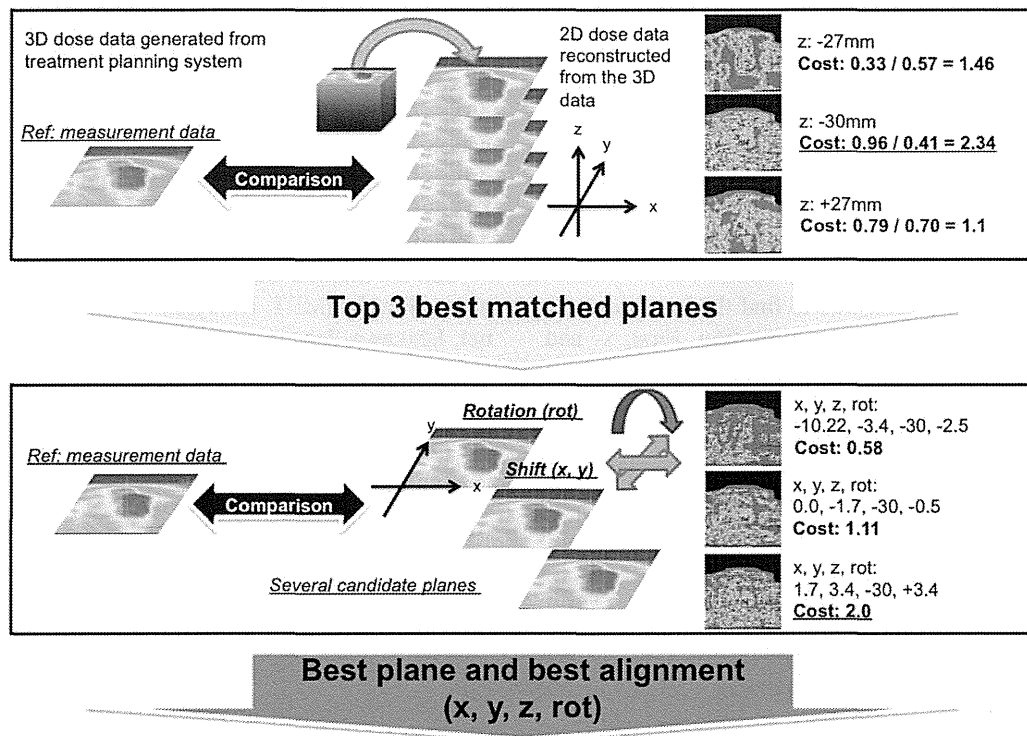 3D dose data generated from
treatment planning system
2D dose data
reconstructed
from the 3D
data
Ref: measurement data
Comparison
z
y
x
z: -27mm
Cost: 0.33 / 0.57 = 1.46
z: -30mm
Cost: 0.96 / 0.41 = 2.34
z: +27mm
Cost: 0.79 / 0.70 = 1.1
Top 3 best matched planes
Rotation (rot)
y
Ref: measurement data
Shift (x, y)
x
Comparison
Several candidate planes
x, y, z, rot:
-10.22, -3.4, -30, -2.5
Cost: 0.58
x, y, z, rot:
0.0, -1.7, -30, -0.5
Cost: 1.11
x, y, z, rot:
1.7, 3.4, -30, +3.4
Cost: 2.0
Best plane and best alignment
(x, y, z, rot)